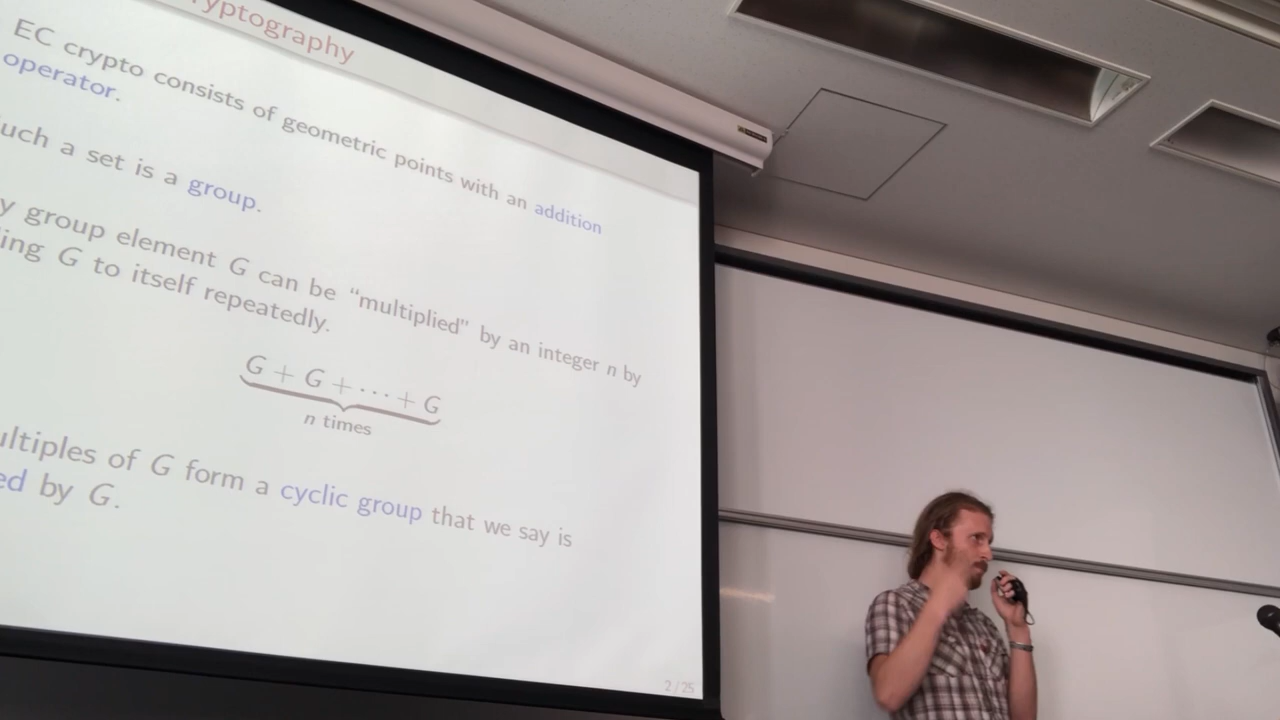 ryptography
EC crypto consists of geometric points with an addition
operator.
uch a set is a group.
y group element G can be “multiplied” by an integer n by
ing G to itself repeatedly.
G + G + ··· + G
n times
ultiples of G form a cyclic group that we say is
ed by G.
2 / 25